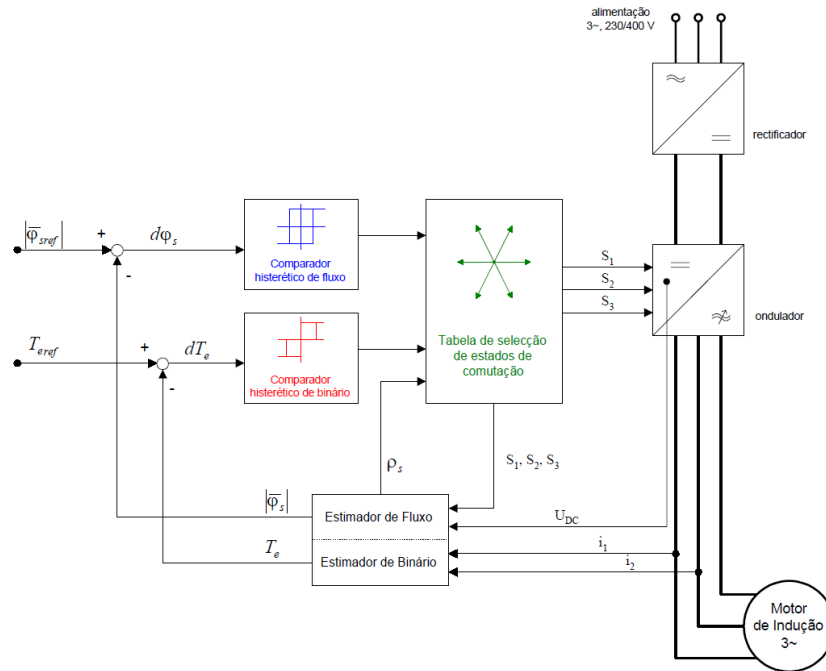 alimentação
3~, 230/400 V
rectificador
|φ̅sref|
+
-
dφs
Comparador
histerético de fluxo
S1
S2
S3
ondulador
Teref
+
-
dTe
Comparador
histerético de binário
Tabela de selecção
de estados de
comutação
ρs
S1, S2, S3
|φ̅s|
Estimador de Fluxo
UDC
Te
Estimador de Binário
i1
i2
Motor
de Indução
3~